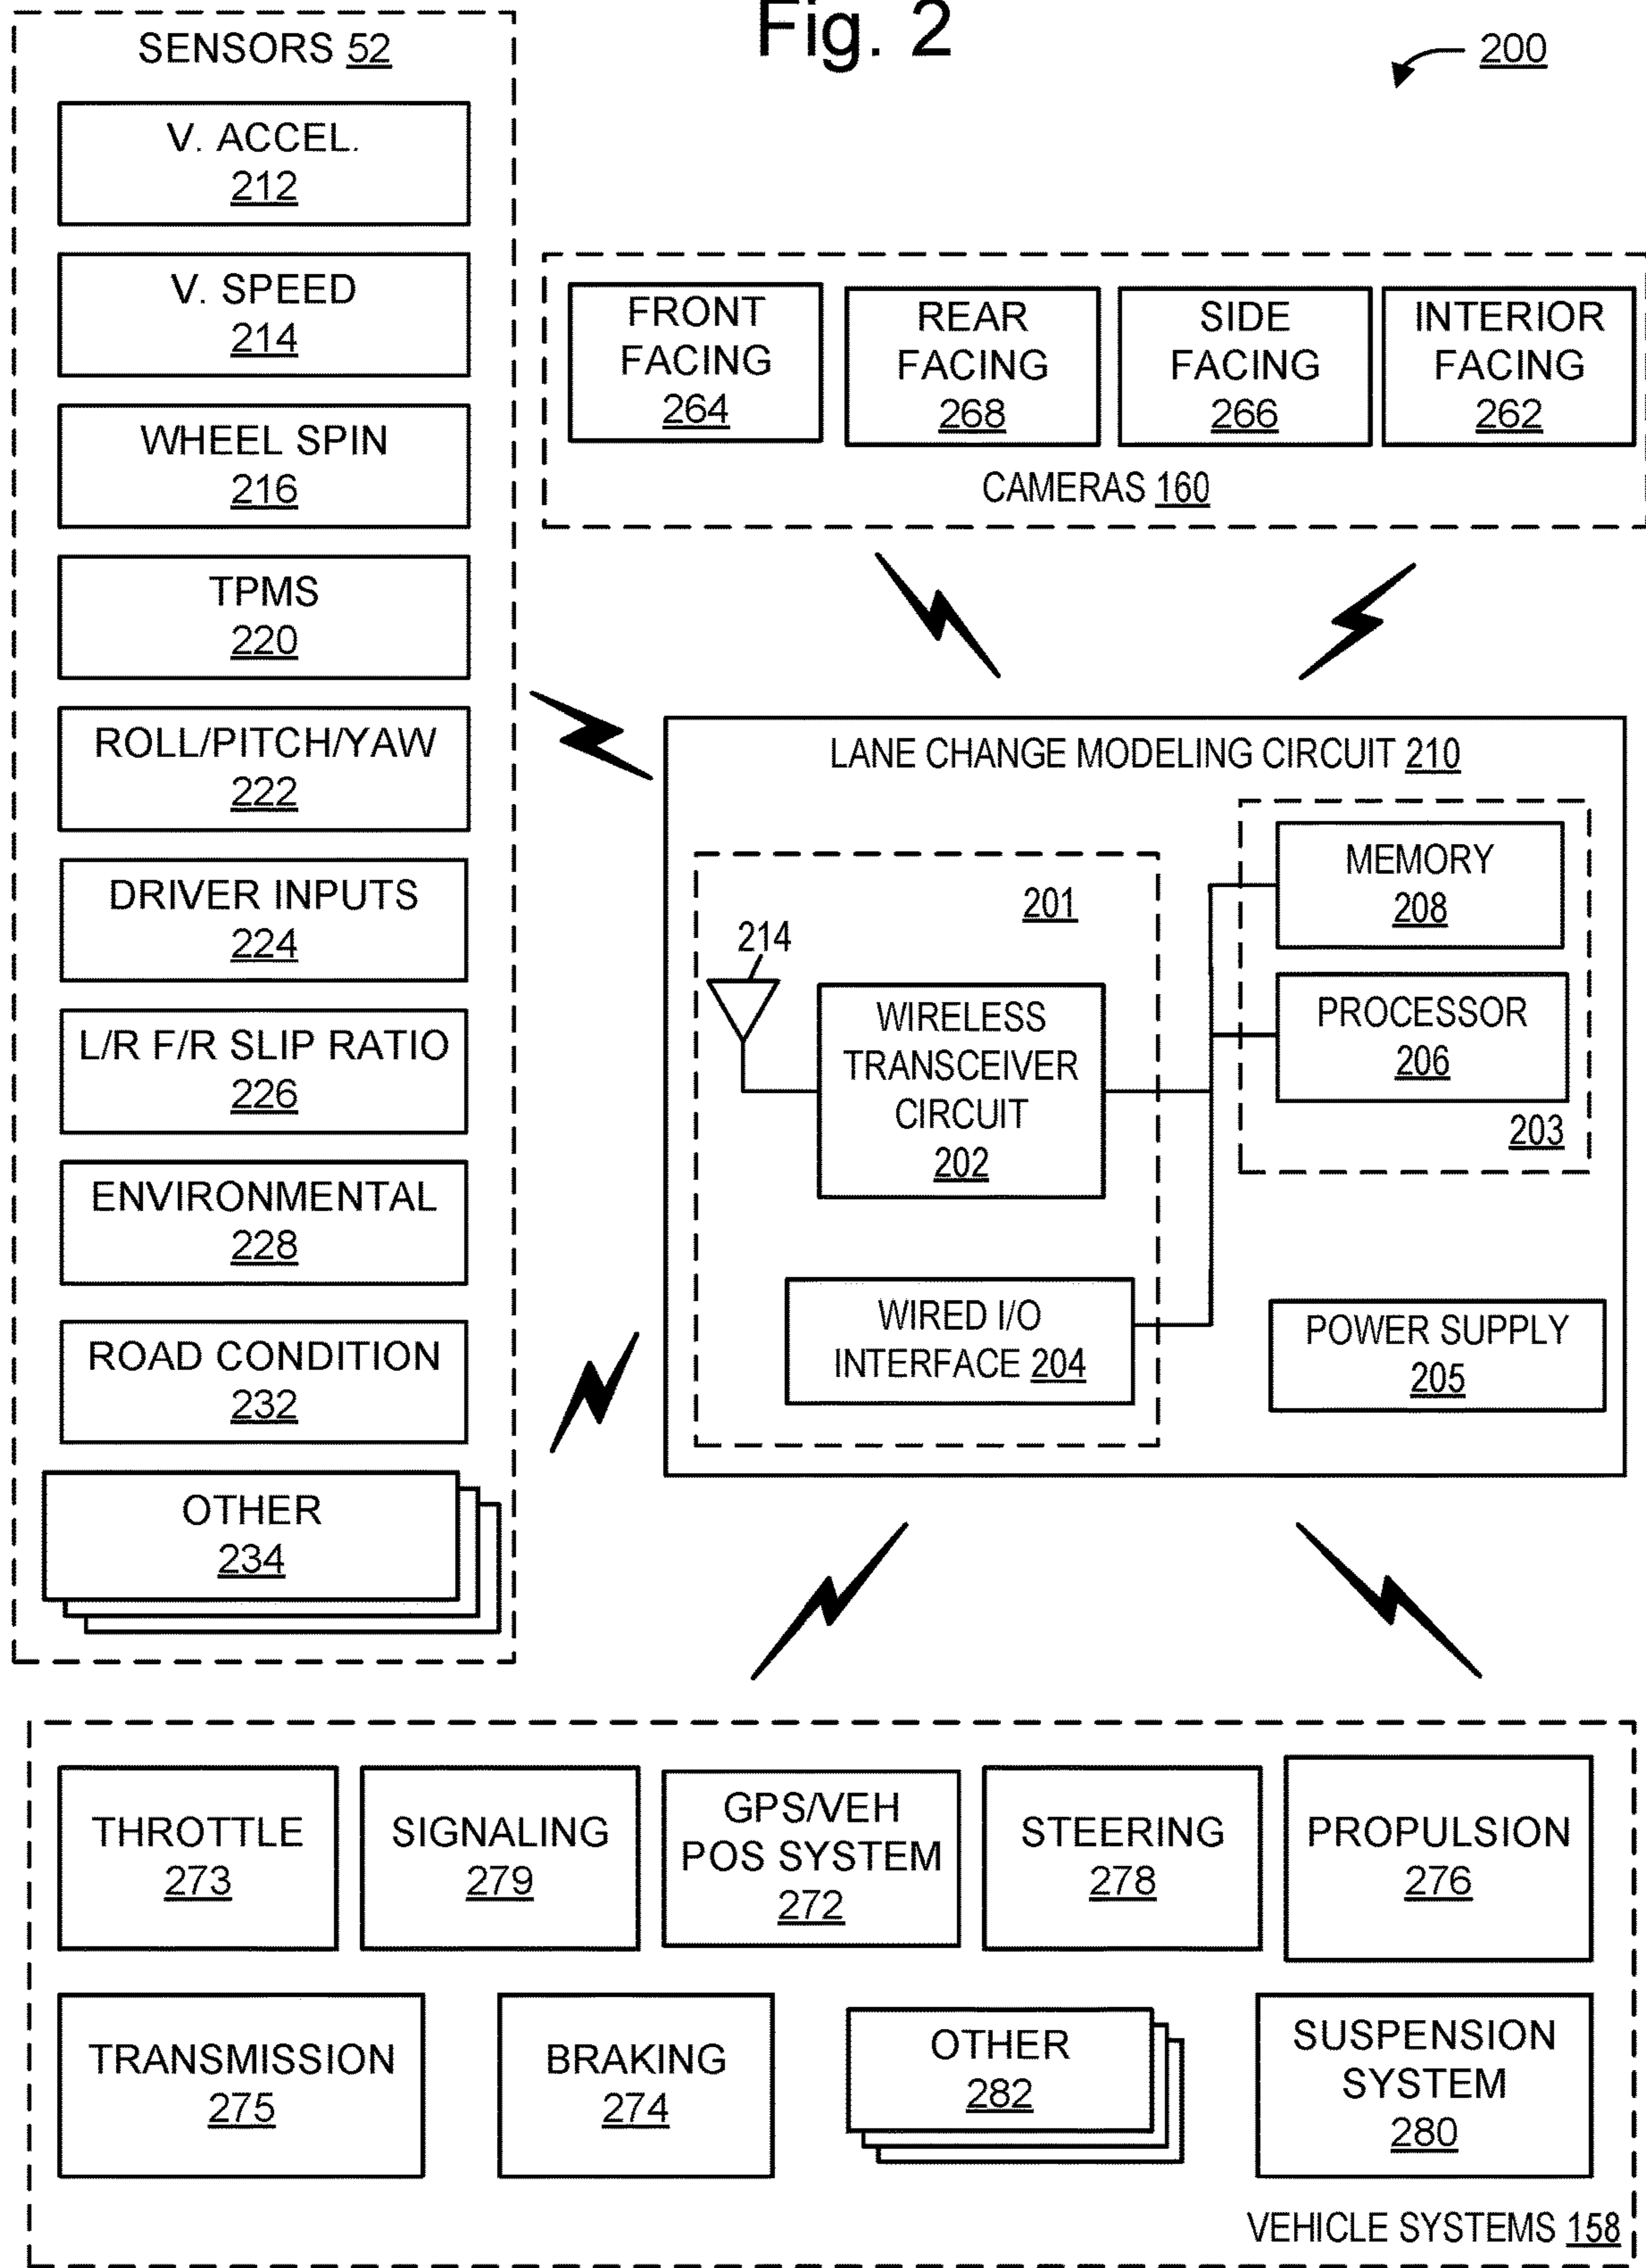 Fig. 2
200
SENSORS 52
V. ACCEL.
212
V. SPEED
214
WHEEL SPIN
216
TPMS
220
ROLL/PITCH/YAW
222
DRIVER INPUTS
224
L/R F/R SLIP RATIO
226
ENVIRONMENTAL
228
ROAD CONDITION
232
OTHER
234
FRONT
FACING
264
REAR
FACING
268
SIDE
FACING
266
INTERIOR
FACING
262
CAMERAS 160
LANE CHANGE MODELING CIRCUIT 210
201
214
WIRELESS
TRANSCEIVER
CIRCUIT
202
WIRED I/O
INTERFACE 204
MEMORY
208
PROCESSOR
206
203
POWER SUPPLY
205
THROTTLE
273
SIGNALING
279
GPS/VEH
POS SYSTEM
272
STEERING
278
PROPULSION
276
TRANSMISSION
275
BRAKING
274
OTHER
282
SUSPENSION
SYSTEM
280
VEHICLE SYSTEMS 158